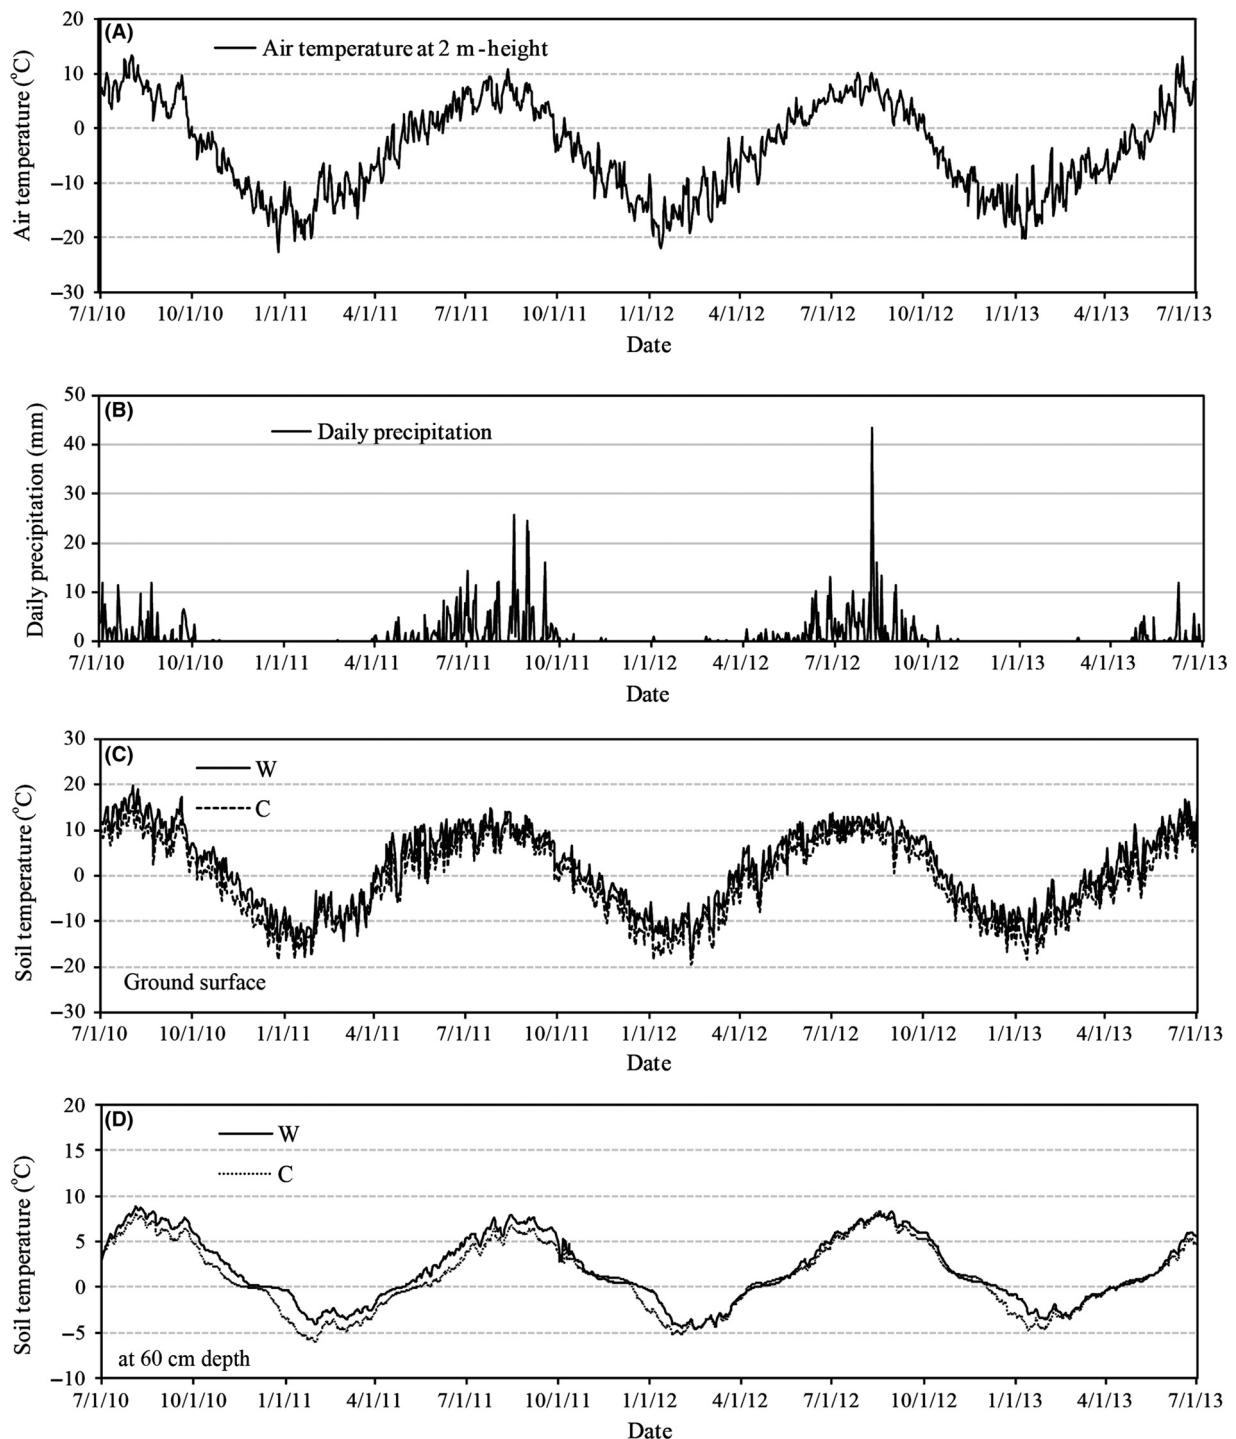 (A)
Air temperature at 2 m-height
Air temperature (°C)
20
10
0
–10
–20
–30
7/1/10 10/1/10 1/1/11 4/1/11 7/1/11 10/1/11 1/1/12 4/1/12 7/1/12 10/1/12 1/1/13 4/1/13 7/1/13
Date
(B)
Daily precipitation
Daily precipitation (mm)
50
40
30
20
10
0
7/1/10 10/1/10 1/1/11 4/1/11 7/1/11 10/1/11 1/1/12 4/1/12 7/1/12 10/1/12 1/1/13 4/1/13 7/1/13
Date
(C)
W
C
Soil temperature (°C)
30
20
10
0
–10
–20
–30
Ground surface
7/1/10 10/1/10 1/1/11 4/1/11 7/1/11 10/1/11 1/1/12 4/1/12 7/1/12 10/1/12 1/1/13 4/1/13 7/1/13
Date
(D)
W
C
Soil temperature (°C)
20
15
10
5
0
–5
–10
at 60 cm depth
7/1/10 10/1/10 1/1/11 4/1/11 7/1/11 10/1/11 1/1/12 4/1/12 7/1/12 10/1/12 1/1/13 4/1/13 7/1/13
Date